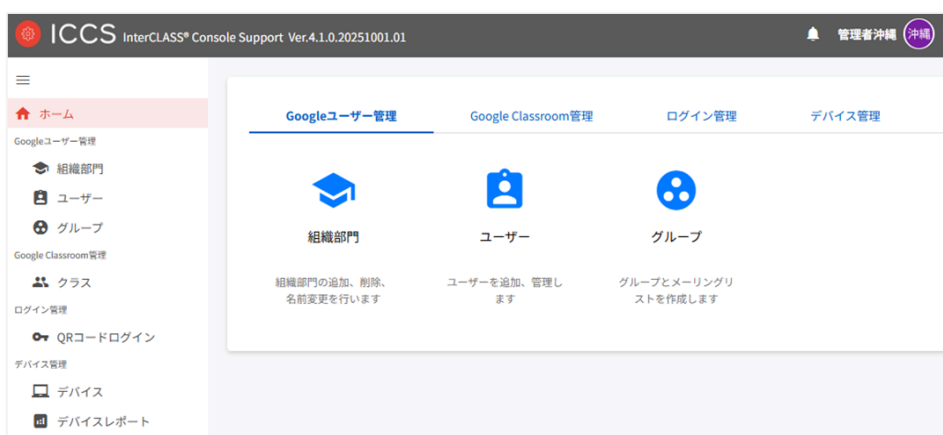 ICCS InterCLASS® Console Support Ver.4.1.0.20251001.01
管理者沖縄 沖縄
ホーム
Googleユーザー管理
組織部門
ユーザー
グループ
Google Classroom管理
クラス
ログイン管理
QRコードログイン
デバイス管理
デバイス
デバイスレポート
Googleユーザー管理 Google Classroom管理 ログイン管理 デバイス管理
組織部門 ユーザー グループ
組織部門の追加、削除、 ユーザーを追加、管理し グループとメーリングリ
名前変更を行います ます ストを作成します